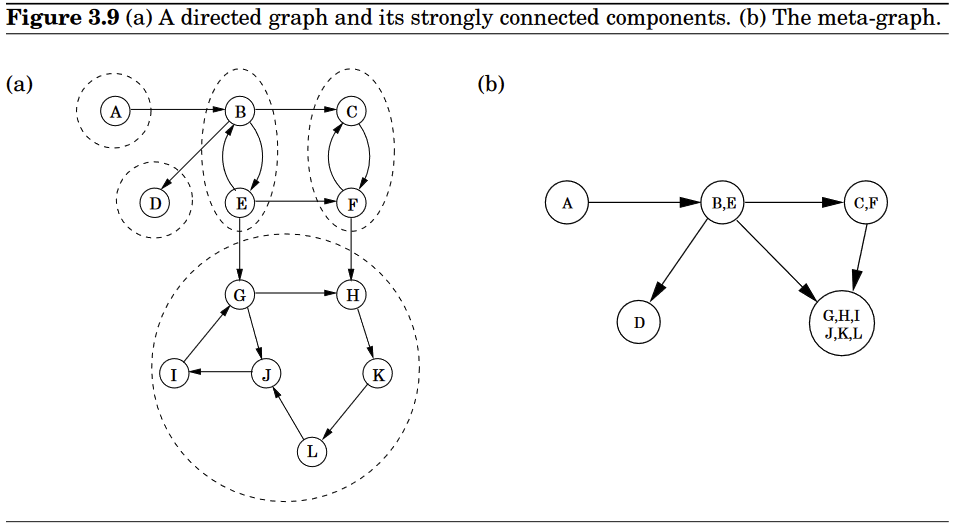 Figure 3.9 (a) A directed graph and its strongly connected components. (b) The meta-graph.
(a)
A
B
C
D
E
F
G
H
I
J
K
L
(b)
A
B,E
C,F
D
G,H,I
J,K,L